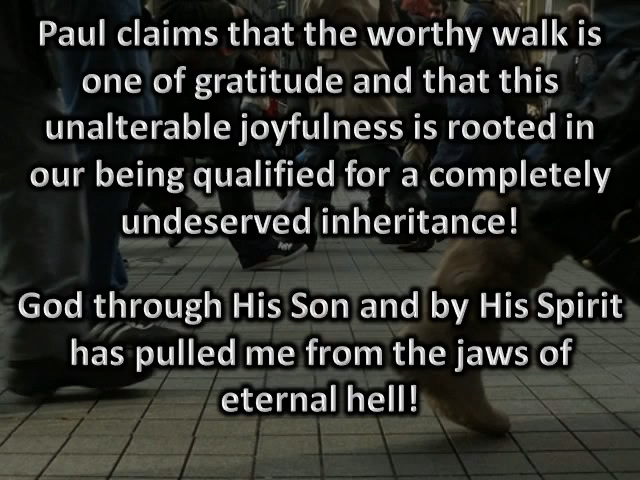 Paul claims that the worthy walk is
one of gratitude and that this
unalterable joyfulness is rooted in
our being qualified for a completely
undeserved inheritance!
God through His Son and by His Spirit
has pulled me from the jaws of
eternal hell!